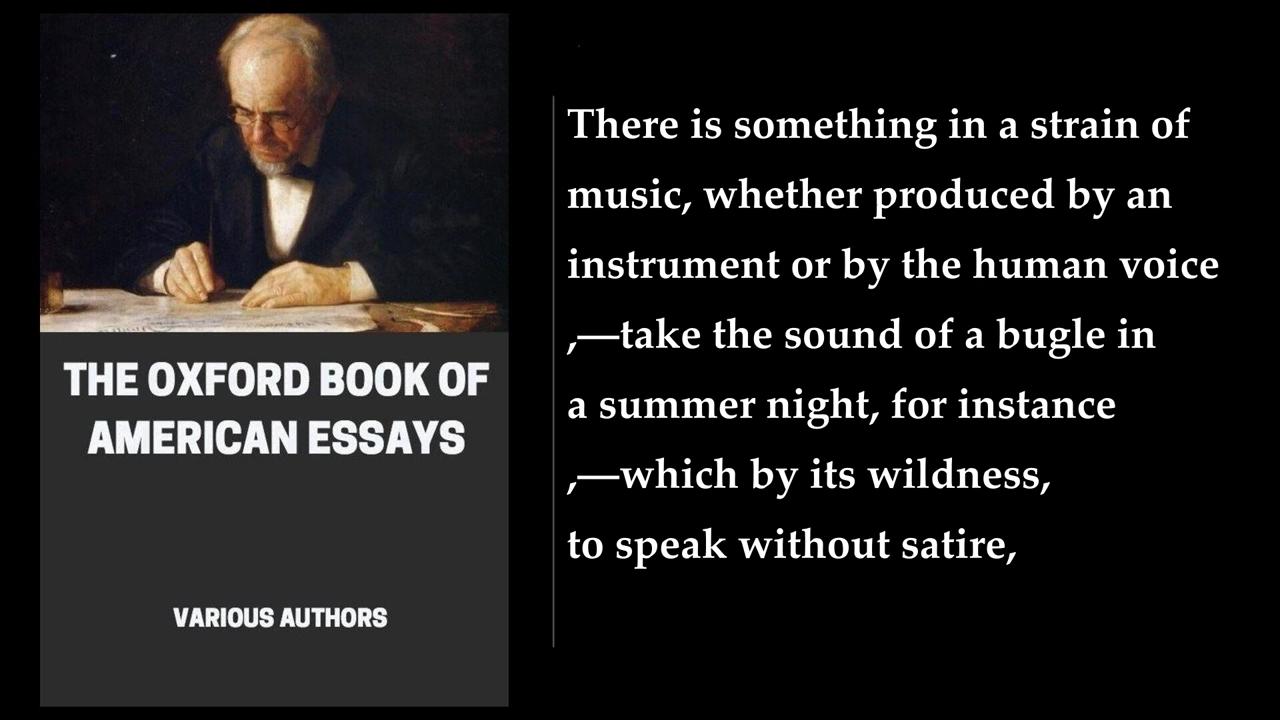 THE OXFORD BOOK OF
AMERICAN ESSAYS
VARIOUS AUTHORS
There is something in a strain of
music, whether produced by an
instrument or by the human voice
,—take the sound of a bugle in
a summer night, for instance
,—which by its wildness,
to speak without satire,